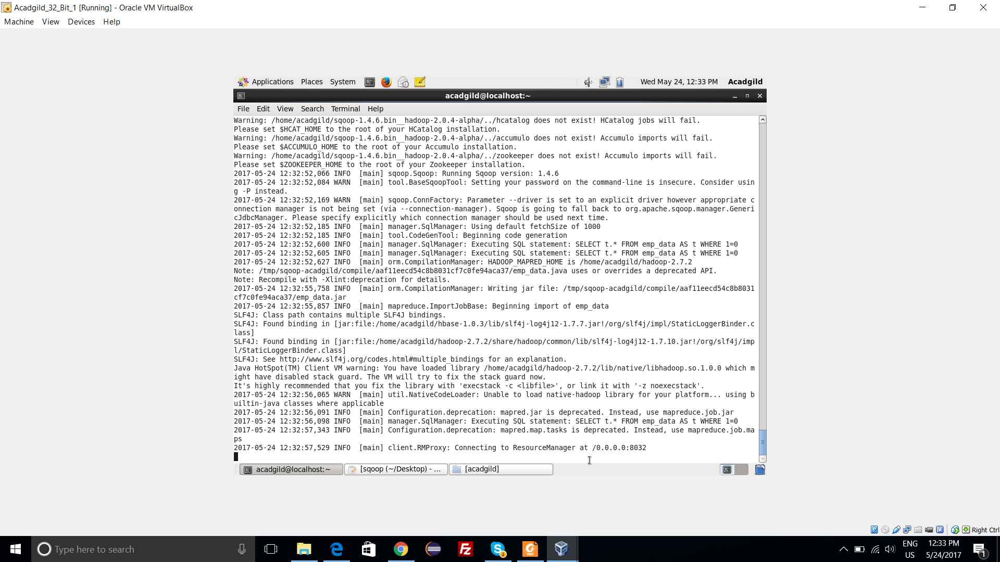 Acadgild_32_Bit_1 [Running] - Oracle VM VirtualBox
Machine View Devices Help
Applications Places System Wed May 24, 12:33 PM Acadgild
acadgild@localhost:~
File Edit View Search Terminal Help
Warning: /home/acadgild/sqoop-1.4.6.bin__hadoop-2.0.4-alpha/../hcatalog does not exist! HCatalog jobs will fail.
Please set $HCAT_HOME to the root of your HCatalog installation.
Warning: /home/acadgild/sqoop-1.4.6.bin__hadoop-2.0.4-alpha/../accumulo does not exist! Accumulo imports will fail.
Please set $ACCUMULO_HOME to the root of your Accumulo installation.
Warning: /home/acadgild/sqoop-1.4.6.bin__hadoop-2.0.4-alpha/../zookeeper does not exist! Accumulo imports will fail.
Please set $ZOOKEEPER_HOME to the root of your Zookeeper installation.
2017-05-24 12:32:52,066 INFO  [main] sqoop.Sqoop: Running Sqoop version: 1.4.6
2017-05-24 12:32:52,084 WARN  [main] tool.BaseSqoopTool: Setting your password on the command-line is insecure. Consider usin
g -P instead.
2017-05-24 12:32:52,169 WARN  [main] sqoop.ConnFactory: Parameter --driver is set to an explicit driver however appropriate c
onnection manager is not being set (via --connection-manager). Sqoop is going to fall back to org.apache.sqoop.manager.Generi
cJdbcManager. Please specify explicitly which connection manager should be used next time.
2017-05-24 12:32:52,185 INFO  [main] manager.SqlManager: Using default fetchSize of 1000
2017-05-24 12:32:52,185 INFO  [main] tool.CodeGenTool: Beginning code generation
2017-05-24 12:32:52,600 INFO  [main] manager.SqlManager: Executing SQL statement: SELECT t.* FROM emp_data AS t WHERE 1=0
2017-05-24 12:32:52,605 INFO  [main] manager.SqlManager: Executing SQL statement: SELECT t.* FROM emp_data AS t WHERE 1=0
2017-05-24 12:32:52,627 INFO  [main] orm.CompilationManager: HADOOP_MAPRED_HOME is /home/acadgild/hadoop-2.7.2
Note: /tmp/sqoop-acadgild/compile/aaf11eecd54c8b8031cf7c0fe94aca37/emp_data.java uses or overrides a deprecated API.
Note: Recompile with -Xlint:deprecation for details.
2017-05-24 12:32:55,758 INFO  [main] orm.CompilationManager: Writing jar file: /tmp/sqoop-acadgild/compile/aaf11eecd54c8b8031
cf7c0fe94aca37/emp_data.jar
2017-05-24 12:32:55,857 INFO  [main] mapreduce.ImportJobBase: Beginning import of emp_data
SLF4J: Class path contains multiple SLF4J bindings.
SLF4J: Found binding in [jar:file:/home/acadgild/hbase-1.0.3/lib/slf4j-log4j12-1.7.7.jar!/org/slf4j/impl/StaticLoggerBinder.c
lass]
SLF4J: Found binding in [jar:file:/home/acadgild/hadoop-2.7.2/share/hadoop/common/lib/slf4j-log4j12-1.7.10.jar!/org/slf4j/imp
l/StaticLoggerBinder.class]
SLF4J: See http://www.slf4j.org/codes.html#multiple_bindings for an explanation.
Java HotSpot(TM) Client VM warning: You have loaded library /home/acadgild/hadoop-2.7.2/lib/native/libhadoop.so.1.0.0 which m
ight have disabled stack guard. The VM will try to fix the stack guard now.
It's highly recommended that you fix the library with 'execstack -c <libfile>', or link it with '-z noexecstack'.
2017-05-24 12:32:56,065 WARN  [main] util.NativeCodeLoader: Unable to load native-hadoop library for your platform... using b
uiltin-java classes where applicable
2017-05-24 12:32:56,091 INFO  [main] Configuration.deprecation: mapred.jar is deprecated. Instead, use mapreduce.job.jar
2017-05-24 12:32:56,098 INFO  [main] manager.SqlManager: Executing SQL statement: SELECT t.* FROM emp_data AS t WHERE 1=0
2017-05-24 12:32:57,343 INFO  [main] Configuration.deprecation: mapred.map.tasks is deprecated. Instead, use mapreduce.job.ma
ps
2017-05-24 12:32:57,529 INFO  [main] client.RMProxy: Connecting to ResourceManager at /0.0.0.0:8032
acadgild@localhost:~ [sqoop (~/Desktop) - ... [acadgild]
Right Ctrl
Type here to search
ENG
US
12:33 PM
5/24/2017
1